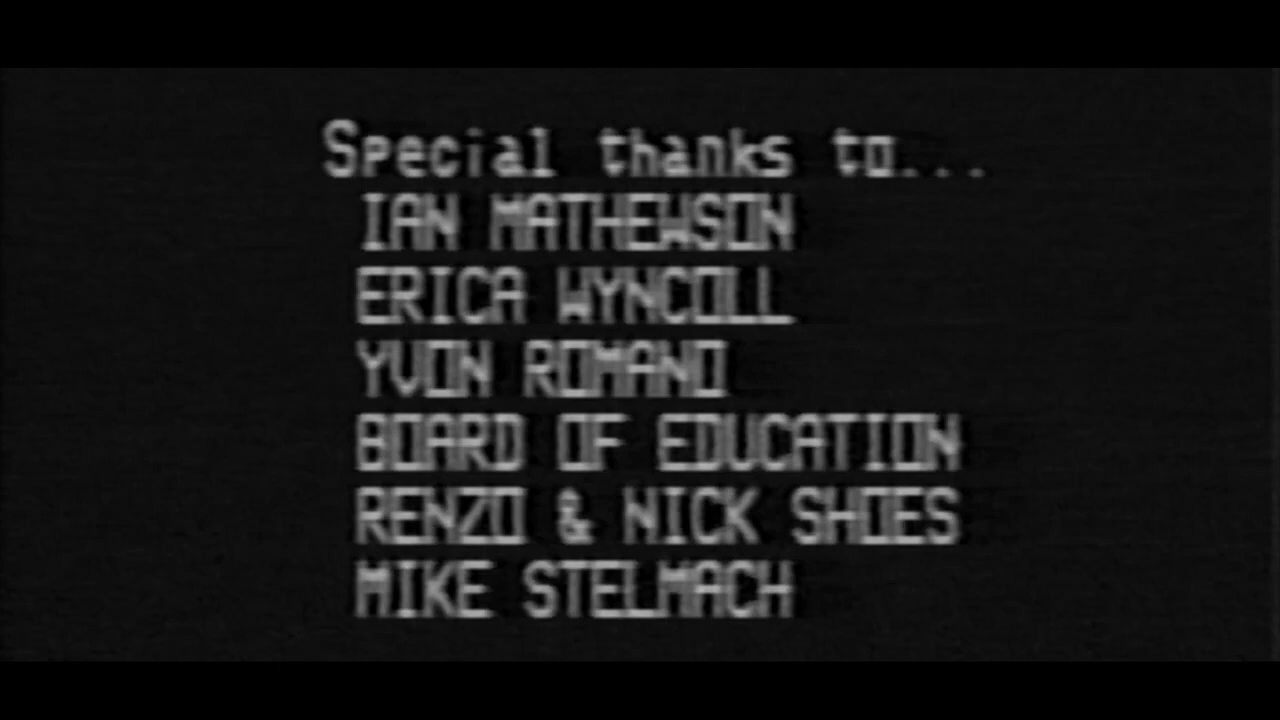 Special thanks to...
IAN MATHEWSON
ERICA WYNCOLL
YVON ROMANO
BOARD OF EDUCATION
RENZO & NICK SHOES
MIKE STELMACH